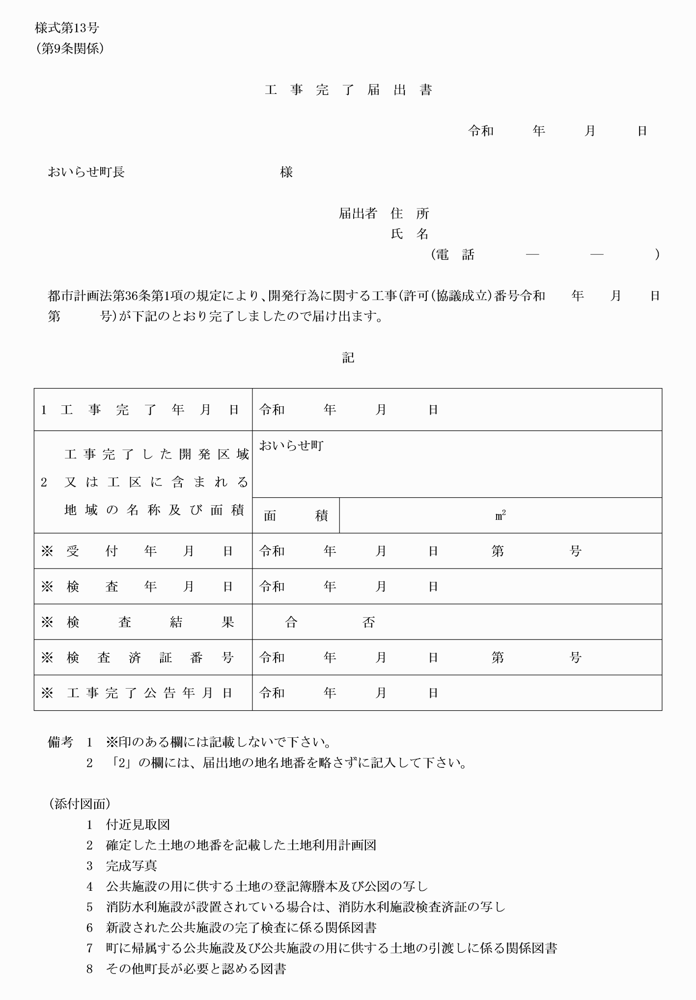 様式第13号
（第9条関係）
工　事　完　了　届　出　書
令和　　　年　　　月　　　日
おいらせ町長　　　　　　　　　　　　様
届出者　住　所
氏　名
（電　話　　　　―　　　　―　　　　）
都市計画法第36条第1項の規定により、開発行為に関する工事（許可（協議成立）番号令和　　年　　月　　日
第　　　号）が下記のとおり完了しましたので届け出ます。
記
1　工　事　完　了　年　月　日　令和　　　年　　　月　　　日
工事完了した開発区域
2　又は工区に含まれる
地域の名称及び面積
おいらせ町
面　　　積　　　　㎡
※　受　付　年　月　日　令和　　　年　　　月　　　日　　　　第　　　　　号
※　検　査　年　月　日　令和　　　年　　　月　　　日
※　検　査　結　果　　　合　　　　　否
※　検　査　済　証　番　号　令和　　　年　　　月　　　日　　　　第　　　　　号
※　工事完了公告年月日　令和　　　年　　　月　　　日
備考　1　※印のある欄には記載しないで下さい。
2　「2」の欄には、届出地の地名地番を略さずに記入して下さい。
（添付図面）
1　付近見取図
2　確定した土地の地番を記載した土地利用計画図
3　完成写真
4　公共施設の用に供する土地の登記簿謄本及び公図の写し
5　消防水利施設が設置されている場合は、消防水利施設検査済証の写し
6　新設された公共施設の完了検査に係る関係図書
7　町に帰属する公共施設及び公共施設の用に供する土地の引渡しに係る関係図書
8　その他町長が必要と認める図書